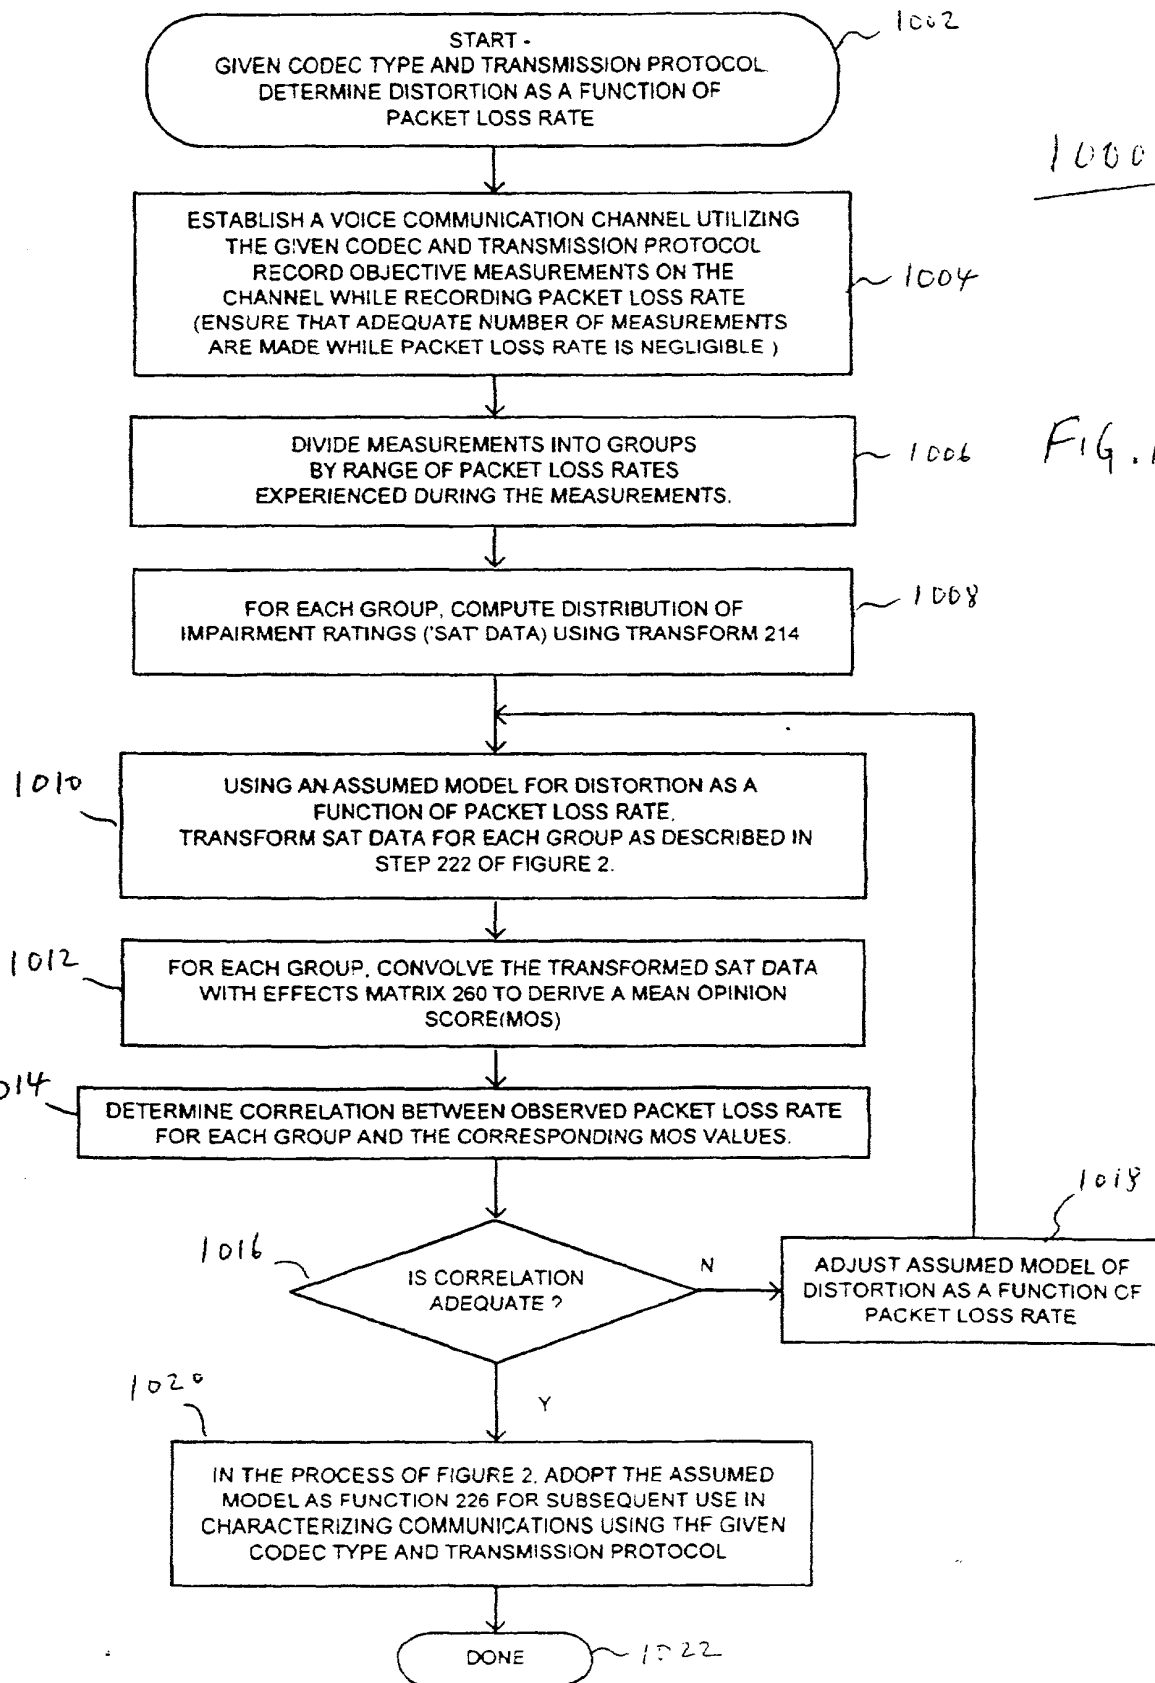 START -
GIVEN CODEC TYPE AND TRANSMISSION PROTOCOL
DETERMINE DISTORTION AS A FUNCTION OF
PACKET LOSS RATE
1002
1000
ESTABLISH A VOICE COMMUNICATION CHANNEL UTILIZING
THE GIVEN CODEC AND TRANSMISSION PROTOCOL
RECORD OBJECTIVE MEASUREMENTS ON THE
CHANNEL WHILE RECORDING PACKET LOSS RATE
(ENSURE THAT ADEQUATE NUMBER OF MEASUREMENTS
ARE MADE WHILE PACKET LOSS RATE IS NEGLIGIBLE )
1004
DIVIDE MEASUREMENTS INTO GROUPS
BY RANGE OF PACKET LOSS RATES
EXPERIENCED DURING THE MEASUREMENTS.
1006
FIG.
FOR EACH GROUP, COMPUTE DISTRIBUTION OF
IMPAIRMENT RATINGS ('SAT' DATA) USING TRANSFORM 214
1008
1010
USING AN ASSUMED MODEL FOR DISTORTION AS A
FUNCTION OF PACKET LOSS RATE,
TRANSFORM SAT DATA FOR EACH GROUP AS DESCRIBED IN
STEP 222 OF FIGURE 2.
1012
FOR EACH GROUP, CONVOLVE THE TRANSFORMED SAT DATA
WITH EFFECTS MATRIX 260 TO DERIVE A MEAN OPINION
SCORE(MOS)
014
DETERMINE CORRELATION BETWEEN OBSERVED PACKET LOSS RATE
FOR EACH GROUP AND THE CORRESPONDING MOS VALUES.
1016
IS CORRELATION
ADEQUATE ?
N
1018
ADJUST ASSUMED MODEL OF
DISTORTION AS A FUNCTION OF
PACKET LOSS RATE
Y
1020
IN THE PROCESS OF FIGURE 2, ADOPT THE ASSUMED
MODEL AS FUNCTION 226 FOR SUBSEQUENT USE IN
CHARACTERIZING COMMUNICATIONS USING THE GIVEN
CODEC TYPE AND TRANSMISSION PROTOCOL
DONE
1022